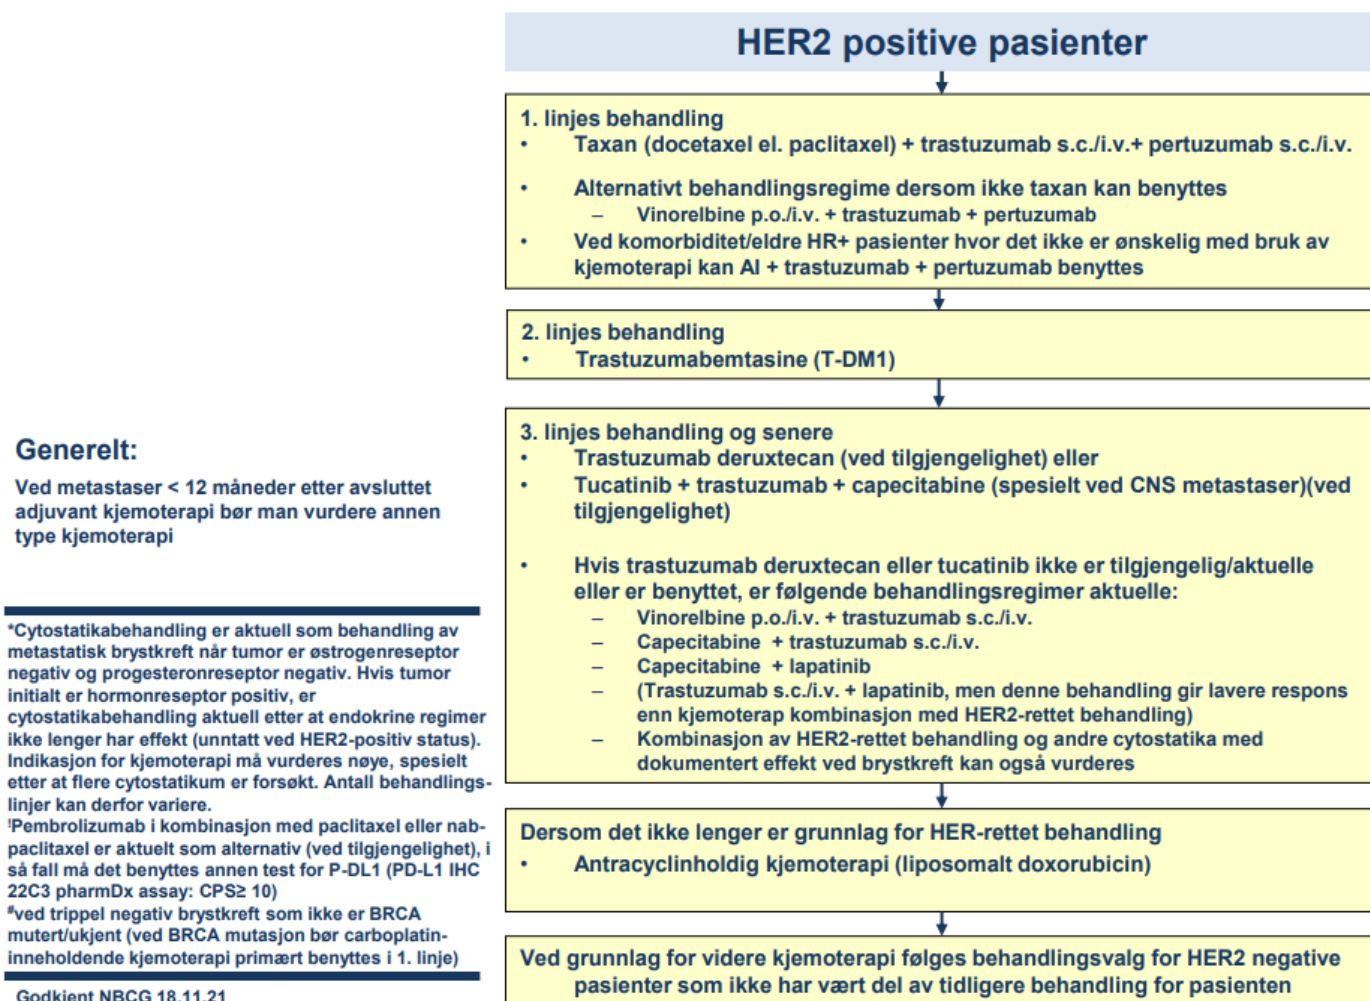 HER2 positive pasienter
1. linjes behandling
• Taxan (docetaxel el. paclitaxel) + trastuzumab s.c./i.v.+ pertuzumab s.c./i.v.
• Alternativt behandlingsregime dersom ikke taxan kan benyttes
– Vinorelbine p.o./i.v. + trastuzumab + pertuzumab
• Ved komorbiditet/eldre HR+ pasienter hvor det ikke er ønskelig med bruk av
kjemoterapi kan AI + trastuzumab + pertuzumab benyttes
2. linjes behandling
• Trastuzumabemtasine (T-DM1)
3. linjes behandling og senere
• Trastuzumab deruxtecan (ved tilgjengelighet) eller
• Tucatinib + trastuzumab + capecitabine (spesielt ved CNS metastaser)(ved
tilgjengelighet)
• Hvis trastuzumab deruxtecan eller tucatinib ikke er tilgjengelig/aktuelle
eller er benyttet, er følgende behandlingsregimer aktuelle:
– Vinorelbine p.o./i.v. + trastuzumab s.c./i.v.
– Capecitabine + trastuzumab s.c./i.v.
– Capecitabine + lapatinib
– (Trastuzumab s.c./i.v. + lapatinib, men denne behandling gir lavere respons
enn kjemoterap kombinasjon med HER2-rettet behandling)
– Kombinasjon av HER2-rettet behandling og andre cytostatika med
dokumentert effekt ved brystkreft kan også vurderes
Dersom det ikke lenger er grunnlag for HER-rettet behandling
• Antracyclinholdig kjemoterapi (liposomalt doxorubicin)
Ved grunnlag for videre kjemoterapi følges behandlingsvalg for HER2 negative
pasienter som ikke har vært del av tidligere behandling for pasienten
Generelt:
Ved metastaser < 12 måneder etter avsluttet
adjuvant kjemoterapi bør man vurdere annen
type kjemoterapi
*Cytostatikabehandling er aktuell som behandling av
metastatisk brystkreft når tumor er østrogenreseptor
negativ og progesteronreseptor negativ. Hvis tumor
initialt er hormonreseptor positiv, er
cytostatikabehandling aktuell etter at endokrine regimer
ikke lenger har effekt (unntatt ved HER2-positiv status).
Indikasjon for kjemoterapi må vurderes nøye, spesielt
etter at flere cytostatikum er forsøkt. Antall behandlings-
linjer kan derfor variere.
!Pembrolizumab i kombinasjon med paclitaxel eller nab-
paclitaxel er aktuelt som alternativ (ved tilgjengelighet), i
så fall må det benyttes annen test for P-DL1 (PD-L1 IHC
22C3 pharmDx assay: CPS≥ 10)
#ved trippel negativ brystkreft som ikke er BRCA
mutert/ukjent (ved BRCA mutasjon bør carboplatin-
inneholdende kjemoterapi primært benyttes i 1. linje)
Godkjent NBCG 18.11.21